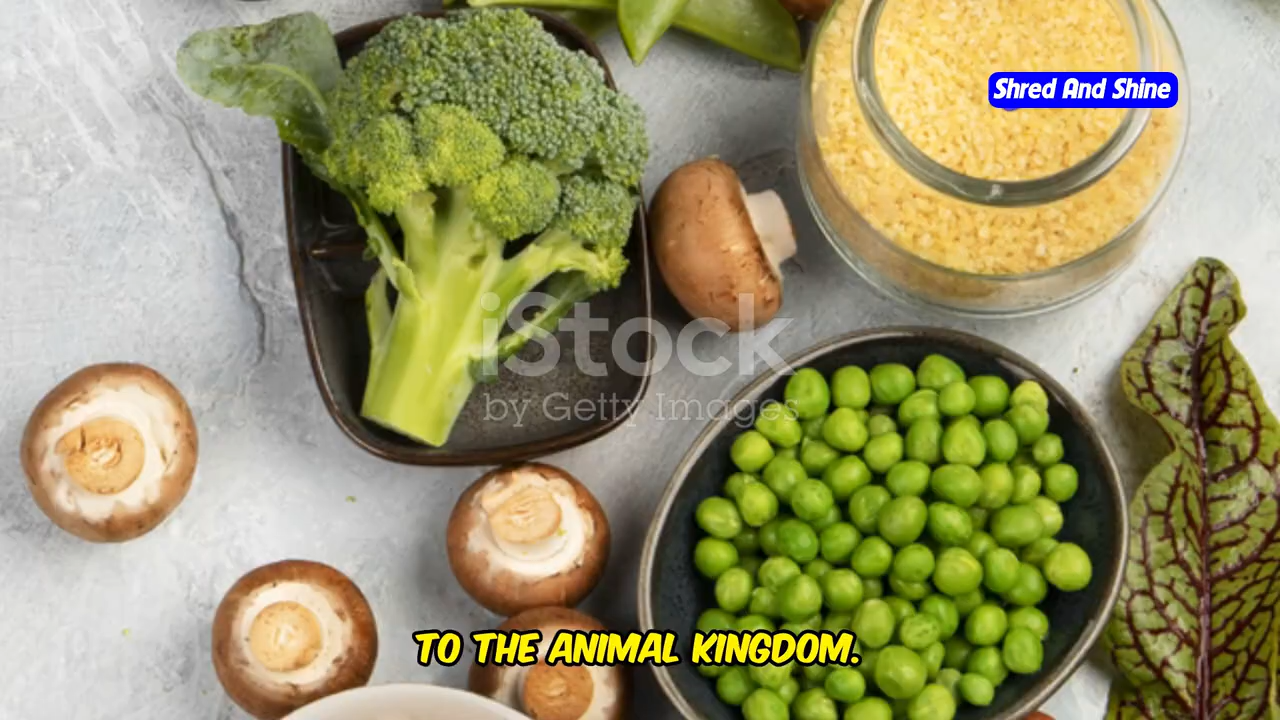 Shred And Shine
iStock
by Getty Images
TO THE ANIMAL KINGDOM.